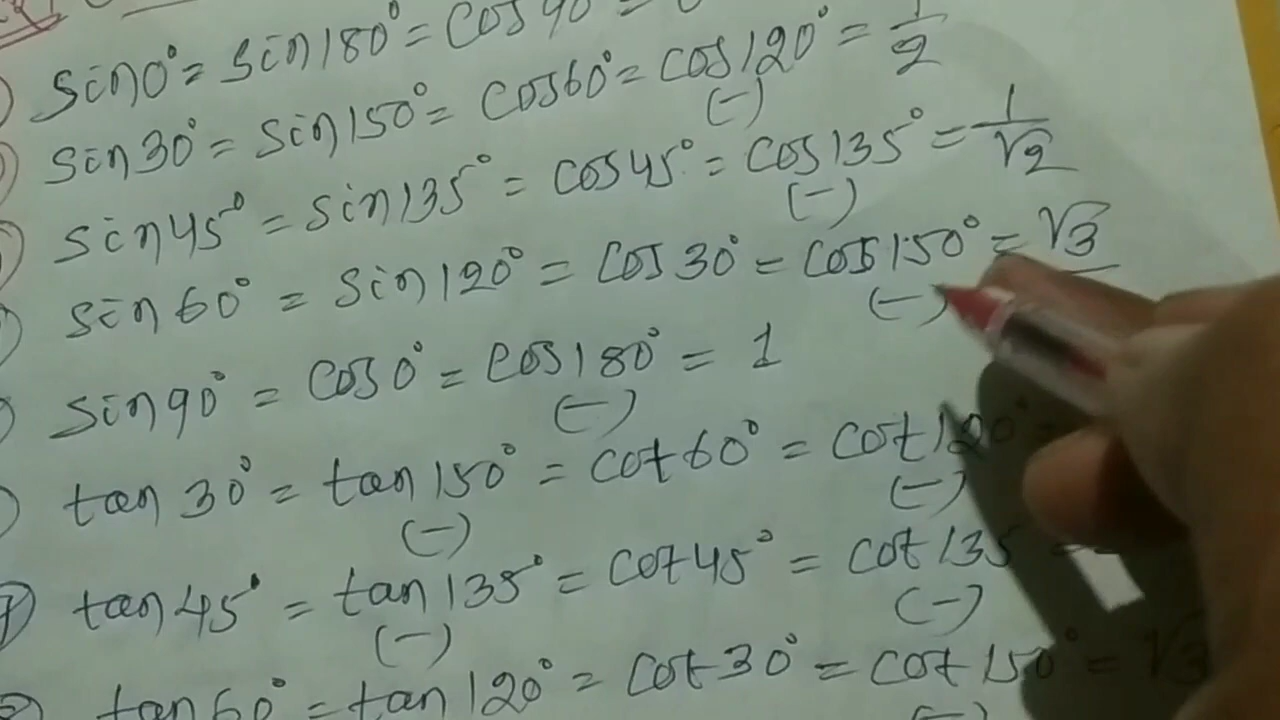 sin0° = sin180° = cos90 =
sin30° = sin150° = cos60° = cos120° = 1/2
(-)
sin45° = sin135° = cos45° = cos135° = 1/√2
(-)
sin60° = sin120° = cos30° = cos150° = √3
(-)
sin90° = cos0° = cos180° = 1
(-)
tan30° = tan150° = cot60° = cot120°
(-) (-)
tan45° = tan135° = cot45° = cot135
(-) (-)
tan60° = tan120° = cot30° = cot150° = √3
(-)